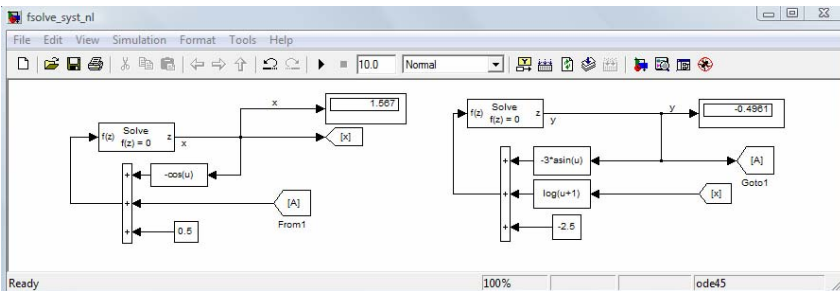 fsolve_syst_nl
File Edit View Simulation Format Tools Help
10.0 Normal
x
1.567
Solve
f(z) z
f(z) = 0
x
[x]
-cos(u)
[A]
From1
0.5
Solve
f(z) z
f(z) = 0
y
y
-0.4961
-3*asin(u)
[A]
Goto1
log(u+1)
[x]
-2.5
Ready 100% ode45